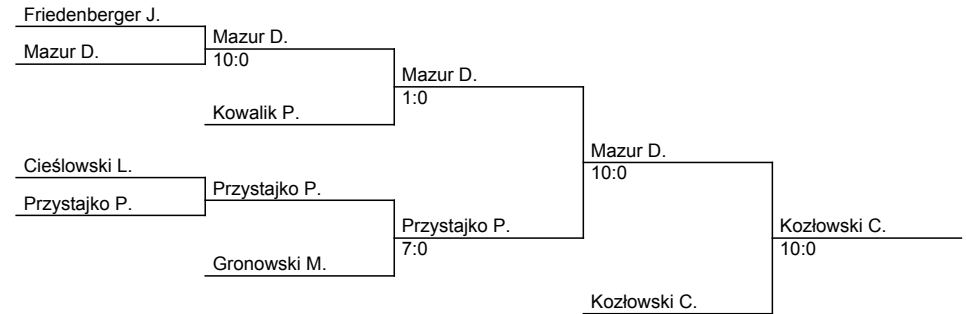 Friedenberger J.
Mazur D.
Mazur D.
10:0
Mazur D.
1:0
Kowalik P.
Mazur D.
10:0
Cieślowski L.
Przystajko P.
Przystajko P.
Przystajko P.
7:0
Kozłowski C.
10:0
Gronowski M.
Kozłowski C.